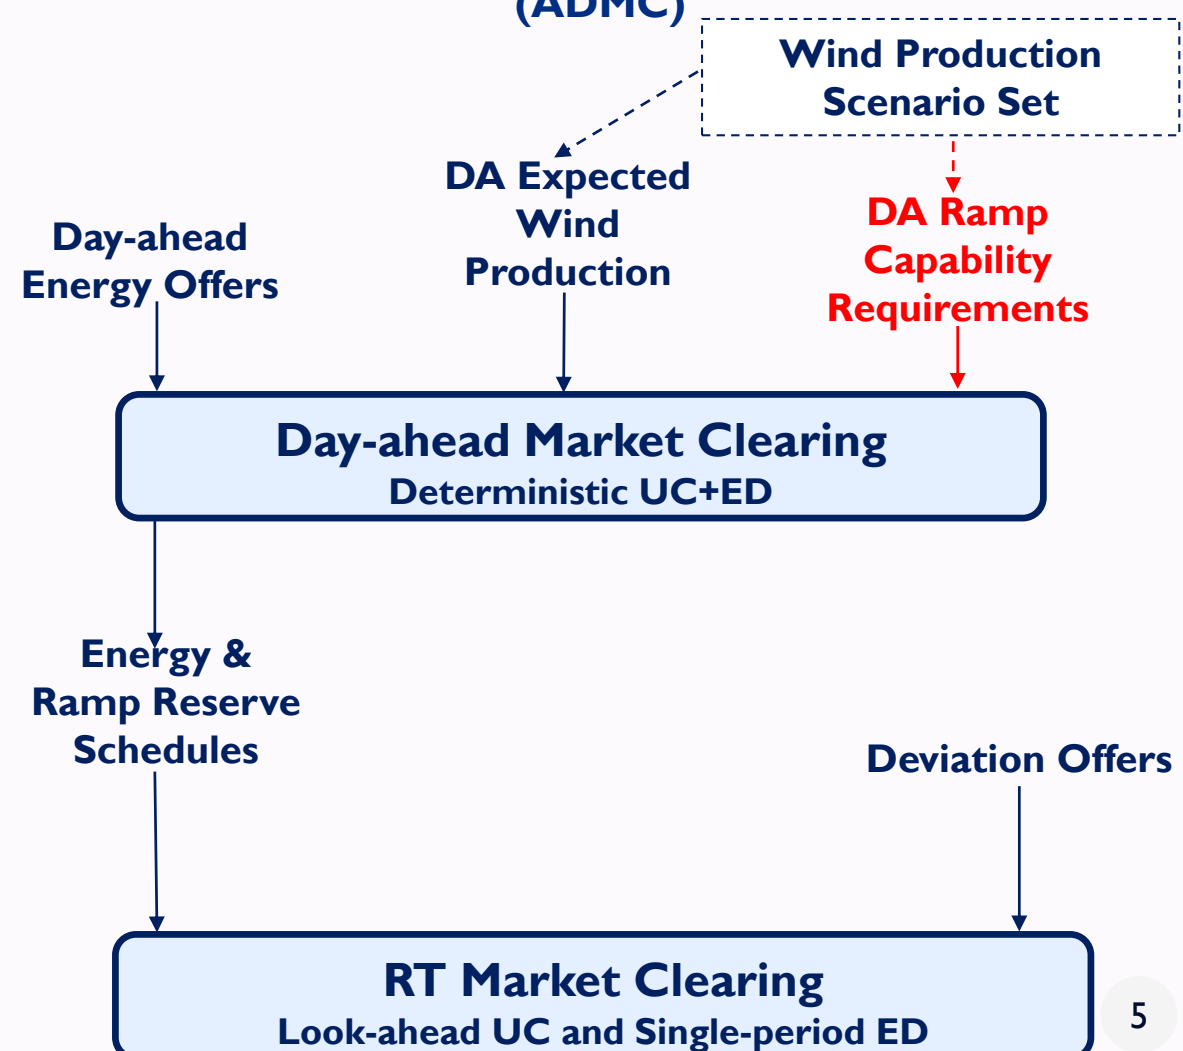 (ADMC)
Wind Production
Scenario Set
DA Expected
Wind
Production
DA Ramp
Capability
Requirements
Day-ahead
Energy Offers
Day-ahead Market Clearing
Deterministic UC+ED
Energy &
Ramp Reserve
Schedules
Deviation Offers
RT Market Clearing
Look-ahead UC and Single-period ED
5